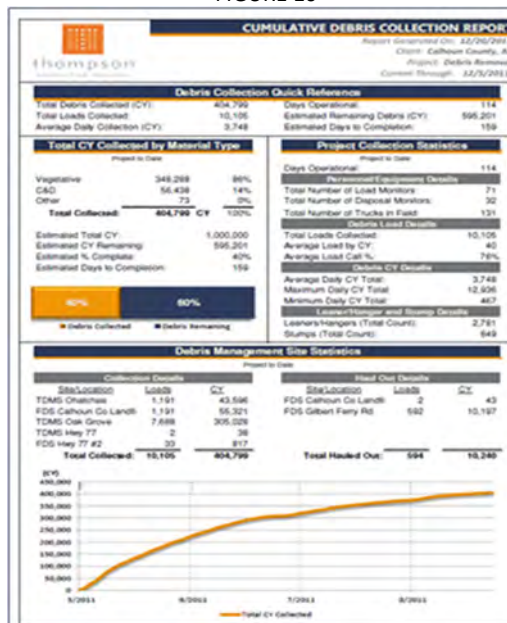 FIGURE 10
CUMULATIVE DEBRIS COLLECTION REPORT
thompson
Report Generated On: 12/20/201
Client: Calhoun County, A
Project: Debris Remov
Current Through: 12/5/201
Debris Collection
Quick Reference
Total Debris Collected (CY): 404,799 Days Operational: 114
Total Loads Collected: 10,105 Estimated Remaining Debris (CY): 595,201
Average Daily Collection (CY): 3,748 Estimated Days to Completion: 159
Total CY Collected by Material Type
Project to Date
Vegetative 348,288 86%
C&D 56,438 14%
Other 73 0%
Total Collected: 404,799 CY 100%
Estimated Total CY: 1,000,000
Estimated CY Remaining: 595,201
Estimated % Complete: 40%
Estimated Days to Completion: 159
40% 60%
Debris Collected Debris Remaining
Project Collection Statistics
Project to Date
Days Operational: 114
Personnel/Equipment Details
Total Number of Load Monitors: 71
Total Number of Disposal Monitors: 32
Total Number of Trucks in Field: 131
Debris Load Details
Total Loads Collected: 10,105
Average Load by CY: 40
Average Load Call %: 78%
Debris CY Details
Average Daily CY Total: 3,748
Maximum Daily CY Total: 12,936
Minimum Daily CY Total: 467
Leaner/Hanger and Stump Details
Leaners/Hangers (Total Count): 2,781
Stumps (Total Count): 649
Debris Management Site Statistics
Project to Date
Collection Details
Site/Location Loads CY
TDMS Ohatchee 1,191 43,596
FDS Calhoun Co Landfi 1,191 55,321
TDMS Oak Grove 7,688 305,028
TDMS Hwy 77 2 38
FDS Hwy 77 #2 33 817
Total Collected: 10,105 404,799
Haul Out Details
Site/Location Loads CY
FDS Calhoun Co Landfi 2 43
FDS Gilbert Ferry Rd 592 10,197
Total Hauled Out: 594 10,240
(CY)
450,000
400,000
350,000
300,000
250,000
200,000
150,000
100,000
50,000
0
5/2011 6/2011 7/2011 8/2011
Total CY Collected